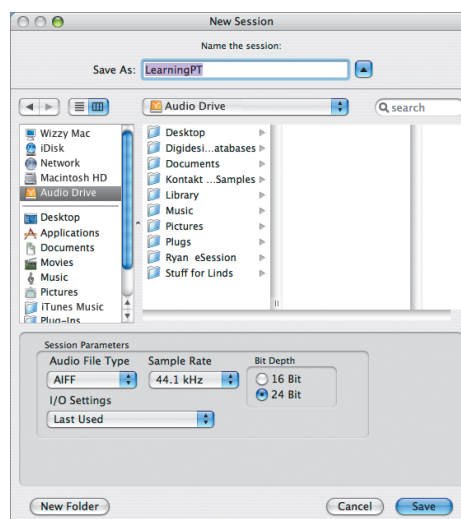 New Session
Name the session:
Save As: LearningPT
Audio Drive
search
Wizzy Mac
iDisk
Network
Macintosh HD
Audio Drive
Desktop
Applications
Documents
Movies
Music
Pictures
iTunes Music
Plug-Ins
Desktop
Digidesi...atabases
Documents
Kontakt ...Samples
Library
Music
Pictures
Plugs
Ryan eSession
Stuff for Linds
Session Parameters
Audio File Type Sample Rate Bit Depth
AIFF 44.1 kHz 16 Bit
24 Bit
I/O Settings
Last Used
New Folder Cancel Save